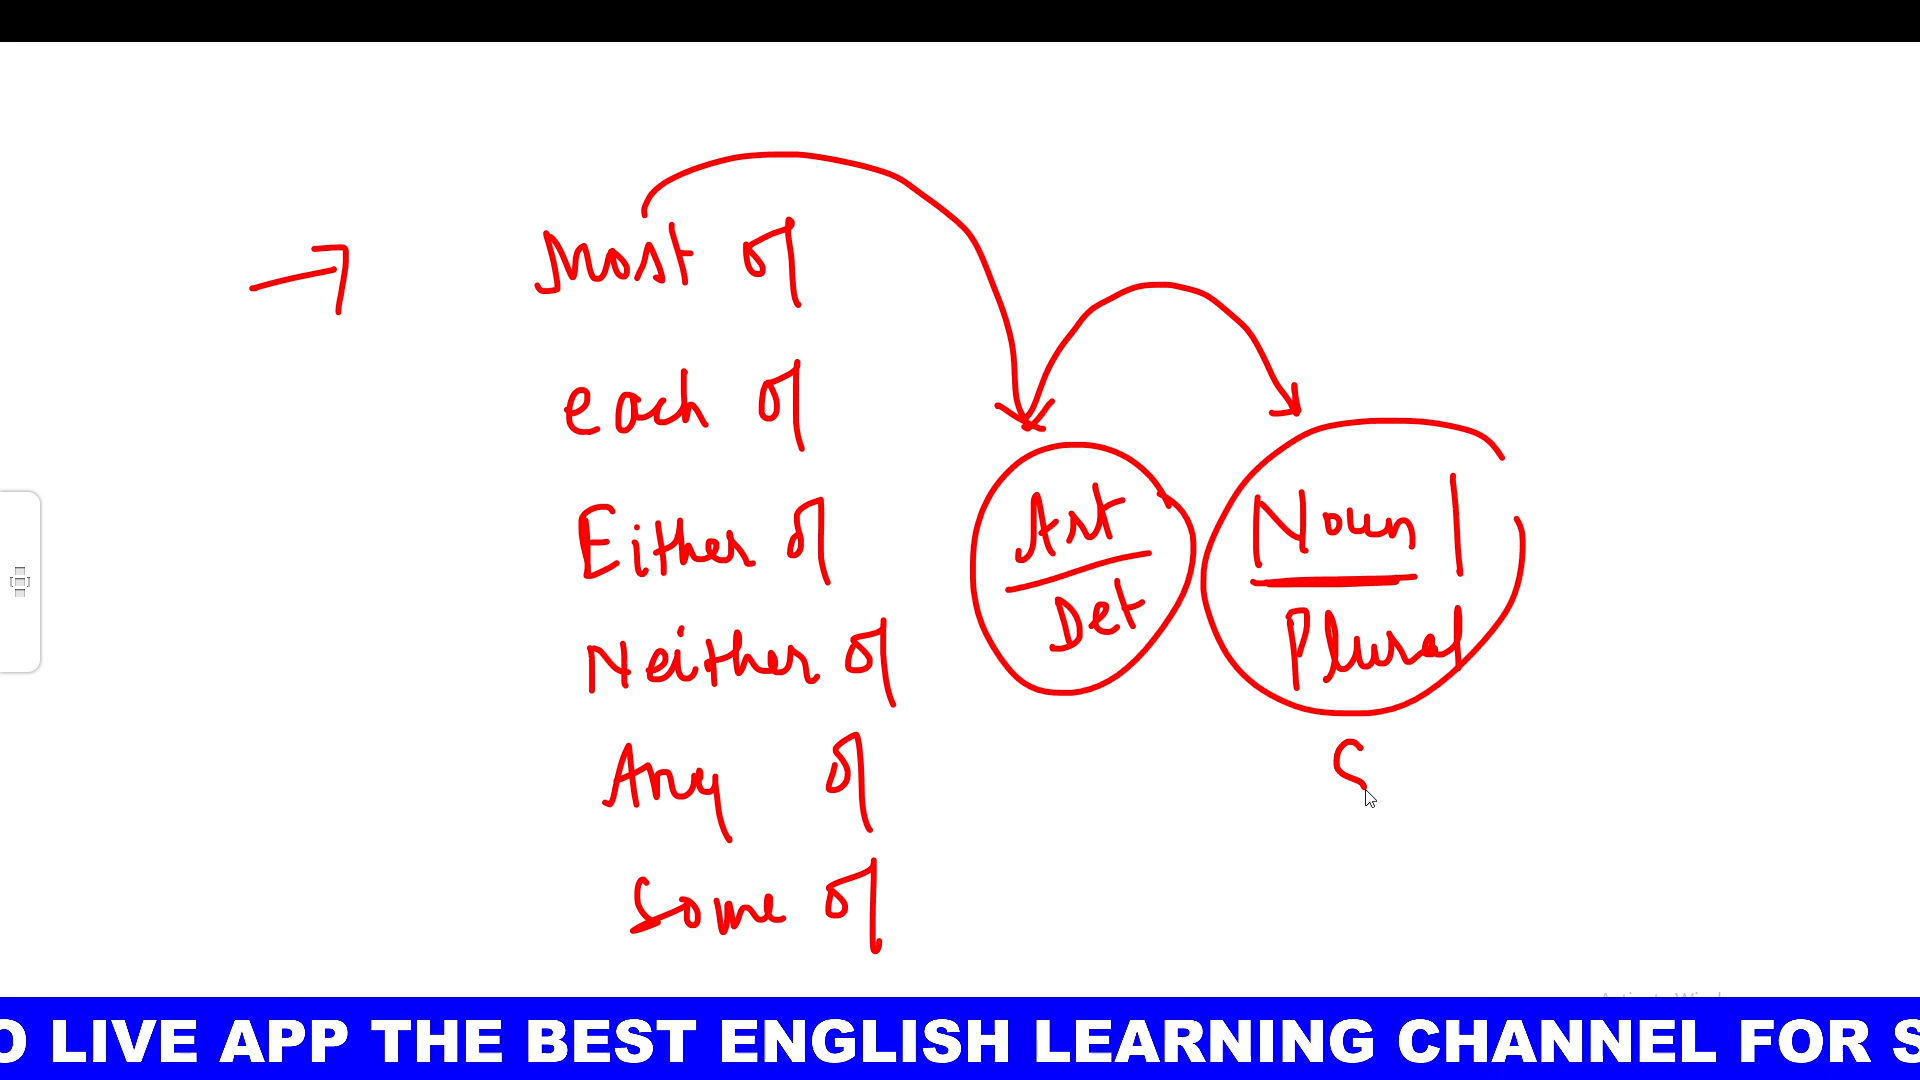 Most of
each of
Either of
Art Noun |
Det Plural
Neither of
Any of
S
Some of
O LIVE APP THE BEST ENGLISH LEARNING CHANNEL FOR S